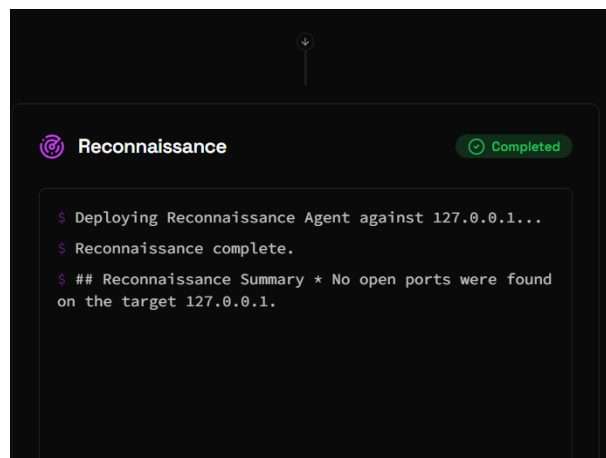 Reconnaissance
Completed
$ Deploying Reconnaissance Agent against 127.0.0.1...
$ Reconnaissance complete.
$ ## Reconnaissance Summary * No open ports were found
on the target 127.0.0.1.